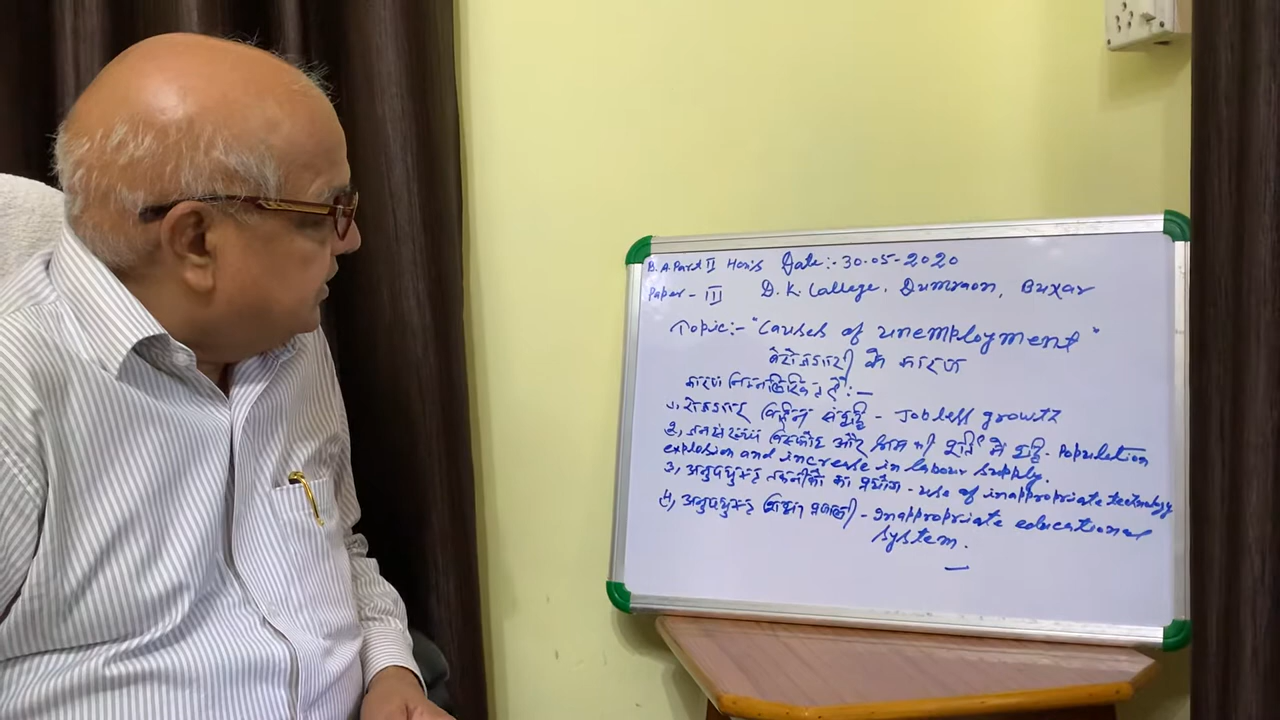 B.A Part II Hons Date:- 30-05-2020
Paper - III D.K. College, Dumraon, Buxar
Topic:- "Causes of unemployment"
बेरोजगारी के कारण
कारण निम्नलिखित हैं:-
1, रोजगार विहीन संवृद्धि - Jobless growth
2, जनसंख्या विस्फोट और श्रम की पूर्ति में वृद्धि - Population
explosion and increase in labour supply.
3, अनुपयुक्त तकनीकों का प्रयोग - use of inappropriate technology
4, अनुपयुक्त शिक्षा प्रणाली - Inappropriate educational
system.